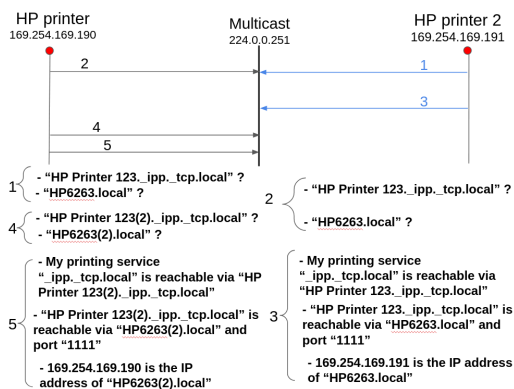 HP printer
169.254.169.190
Multicast
224.0.0.251
HP printer 2
169.254.169.191
2
1
3
4
5
1
- “HP Printer 123._ipp._tcp.local” ?
- “HP6263.local” ?
4
- “HP Printer 123(2)._ipp._tcp.local” ?
- “HP6263(2).local” ?
5
- My printing service
“_ipp._tcp.local” is reachable via “HP
Printer 123(2)._ipp._tcp.local”
- “HP Printer 123(2)._ipp._tcp.local” is
reachable via “HP6263(2).local” and
port “1111”
- 169.254.169.190 is the IP
address of “HP6263(2).local”
2
- “HP Printer 123._ipp._tcp.local” ?
- “HP6263.local” ?
3
- My printing service
“_ipp._tcp.local” is reachable via
“HP Printer 123._ipp._tcp.local”
- “HP Printer 123._ipp._tcp.local” is
reachable via “HP6263.local” and
port “1111”
- 169.254.169.191 is the IP address
of “HP6263.local”